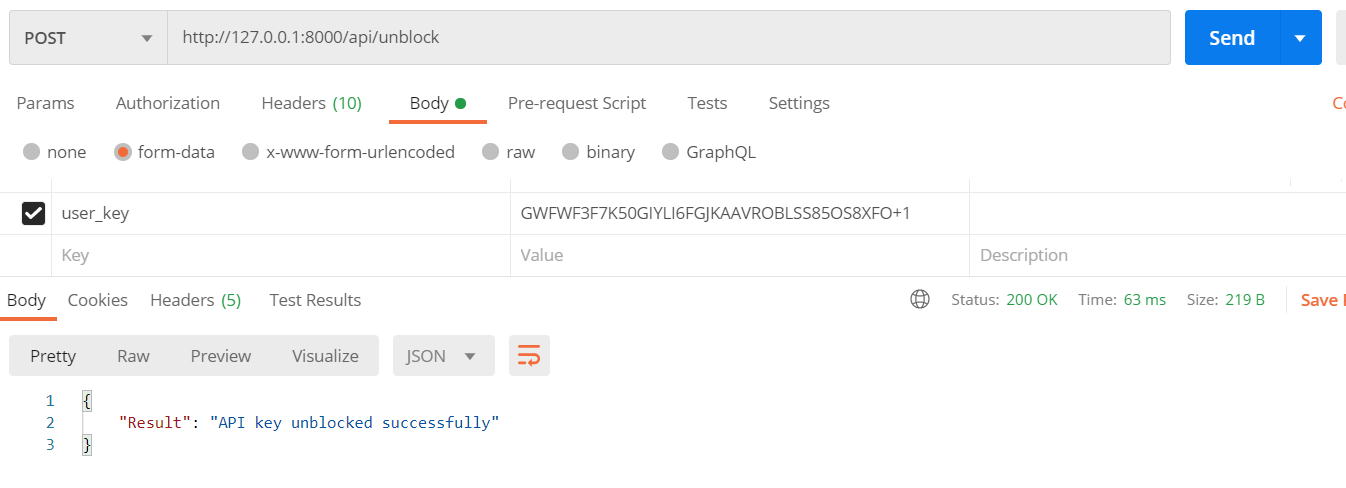 POST http://127.0.0.1:8000/api/unblock Send
Params Authorization Headers (10) Body Pre-request Script Tests Settings
none form-data x-www-form-urlencoded raw binary GraphQL
user_key GWFWF3F7K50GIYLI6FGJKAAVROBLSS85OS8XFO+1
Key Value Description
Body Cookies Headers (5) Test Results Status: 200 OK Time: 63 ms Size: 219 B Save
Pretty Raw Preview Visualize JSON
1 {
2 "Result": "API key unblocked successfully"
3 }